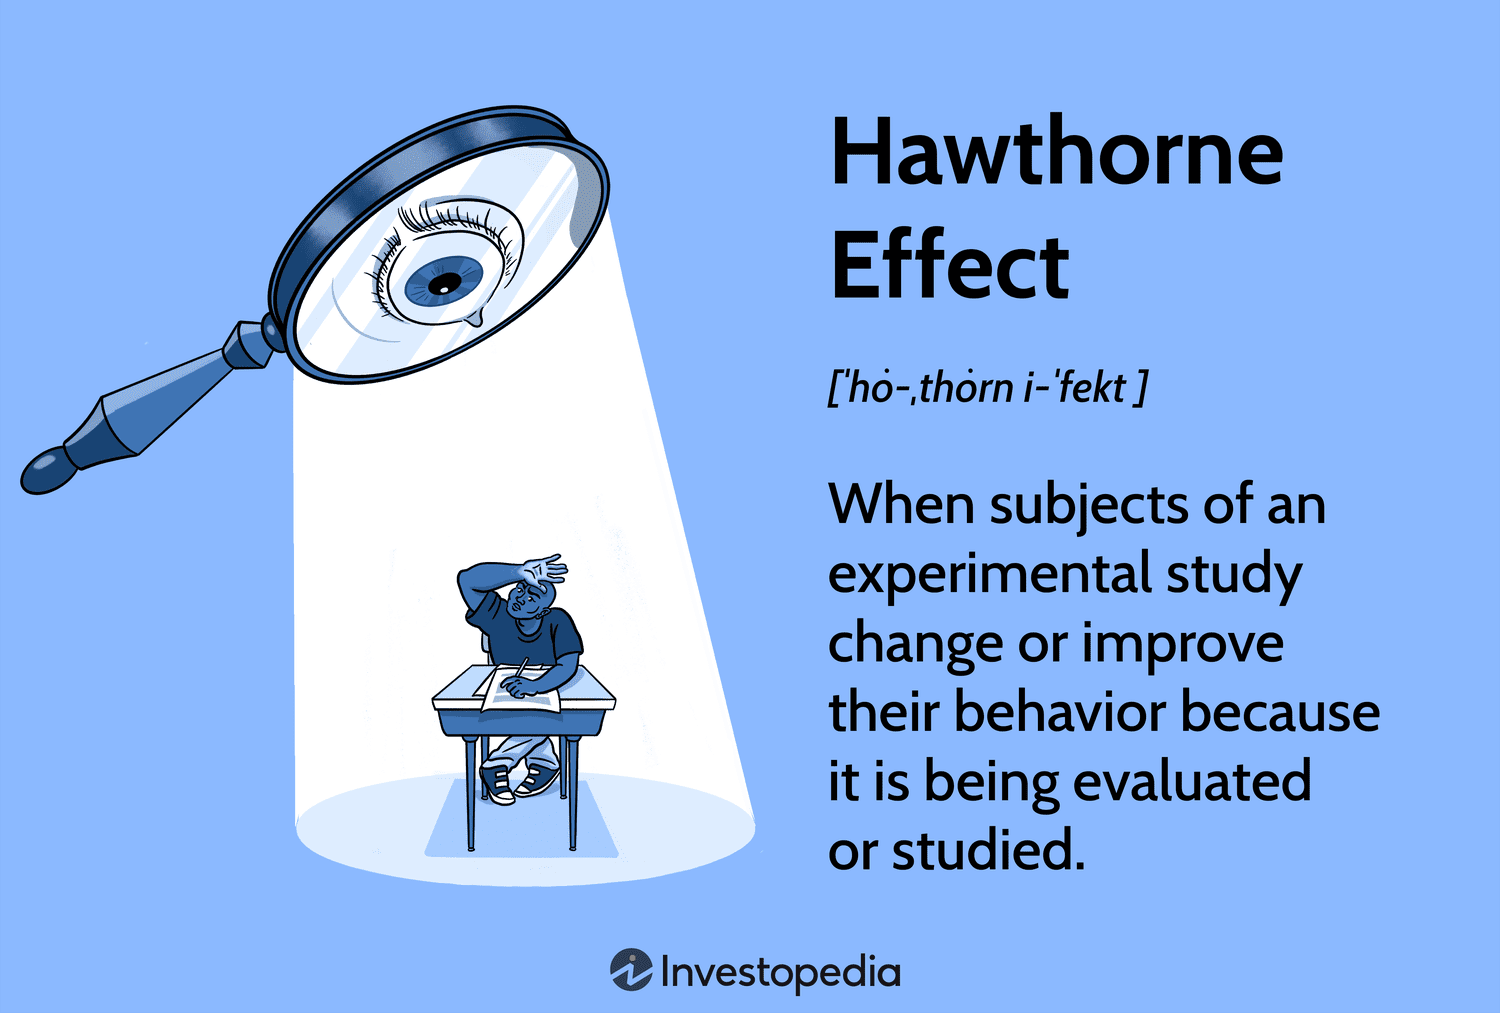 Hawthorne
Effect
[ˈhȯ-ˌthȯrn i-ˈfekt ]
When subjects of an
experimental study
change or improve
their behavior because
it is being evaluated
or studied.
Investopedia